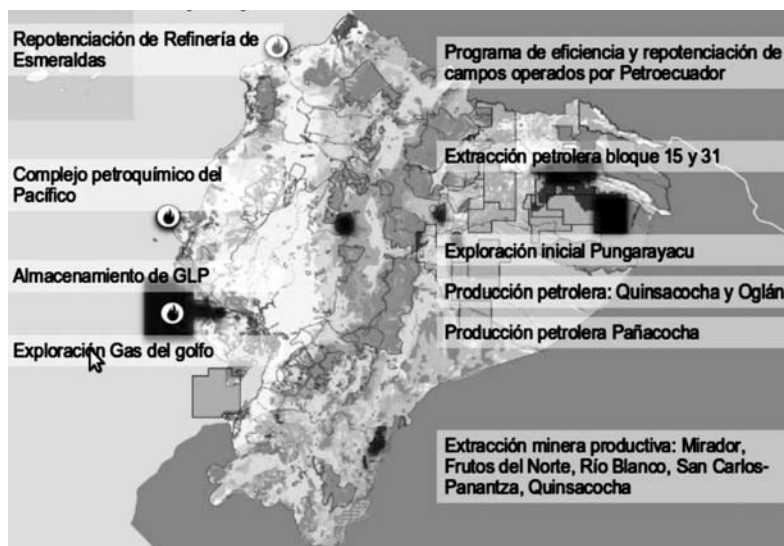 Repotenciación de Refinería de
Esmeraldas
Complejo petroquímico del
Pacífico
Almacenamiento de GLP
Exploración Gas del golfo
Programa de eficiencia y repotenciación de
campos operados por Petroecuador
Extracción petrolera bloque 15 y 31
Exploración inicial Pungarayacu
Producción petrolera: Quinsacocha y Oglán
Producción petrolera Pañacocha
Extracción minera productiva: Mirador,
Frutos del Norte, Río Blanco, San Carlos-
Panantza, Quinsacocha